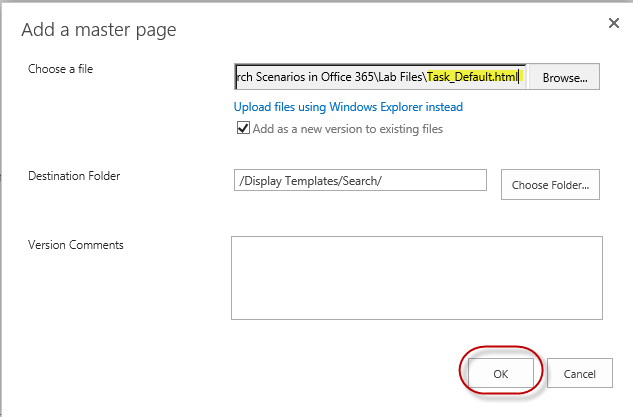 Add a master page
Choose a file
rch Scenarios in Office 365\Lab Files\Task_Default.html
Browse...
Upload files using Windows Explorer instead
Add as a new version to existing files
Destination Folder
/Display Templates/Search/
Choose Folder...
Version Comments
OK
Cancel